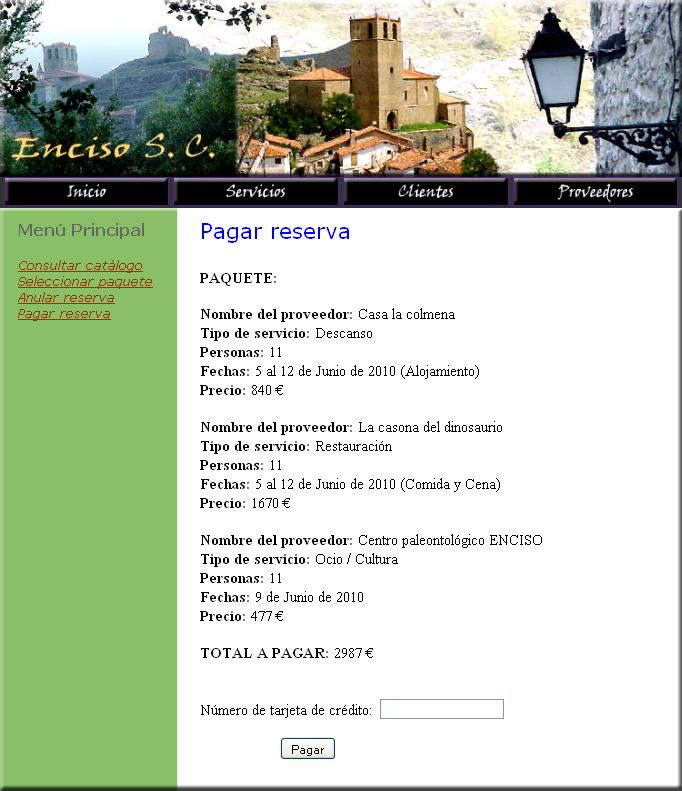 Enciso S. C.
Inicio Servicios Clientes Proveedores
Menú Principal
Consultar catálogo
Seleccionar paquete
Anular reserva
Pagar reserva
Pagar reserva
PAQUETE:
Nombre del proveedor: Casa la colmena
Tipo de servicio: Descanso
Personas: 11
Fechas: 5 al 12 de Junio de 2010 (Alojamiento)
Precio: 840 €
Nombre del proveedor: La casona del dinosaurio
Tipo de servicio: Restauración
Personas: 11
Fechas: 5 al 12 de Junio de 2010 (Comida y Cena)
Precio: 1670 €
Nombre del proveedor: Centro paleontológico ENCISO
Tipo de servicio: Ocio / Cultura
Personas: 11
Fechas: 9 de Junio de 2010
Precio: 477 €
TOTAL A PAGAR: 2987 €
Número de tarjeta de crédito:
Pagar